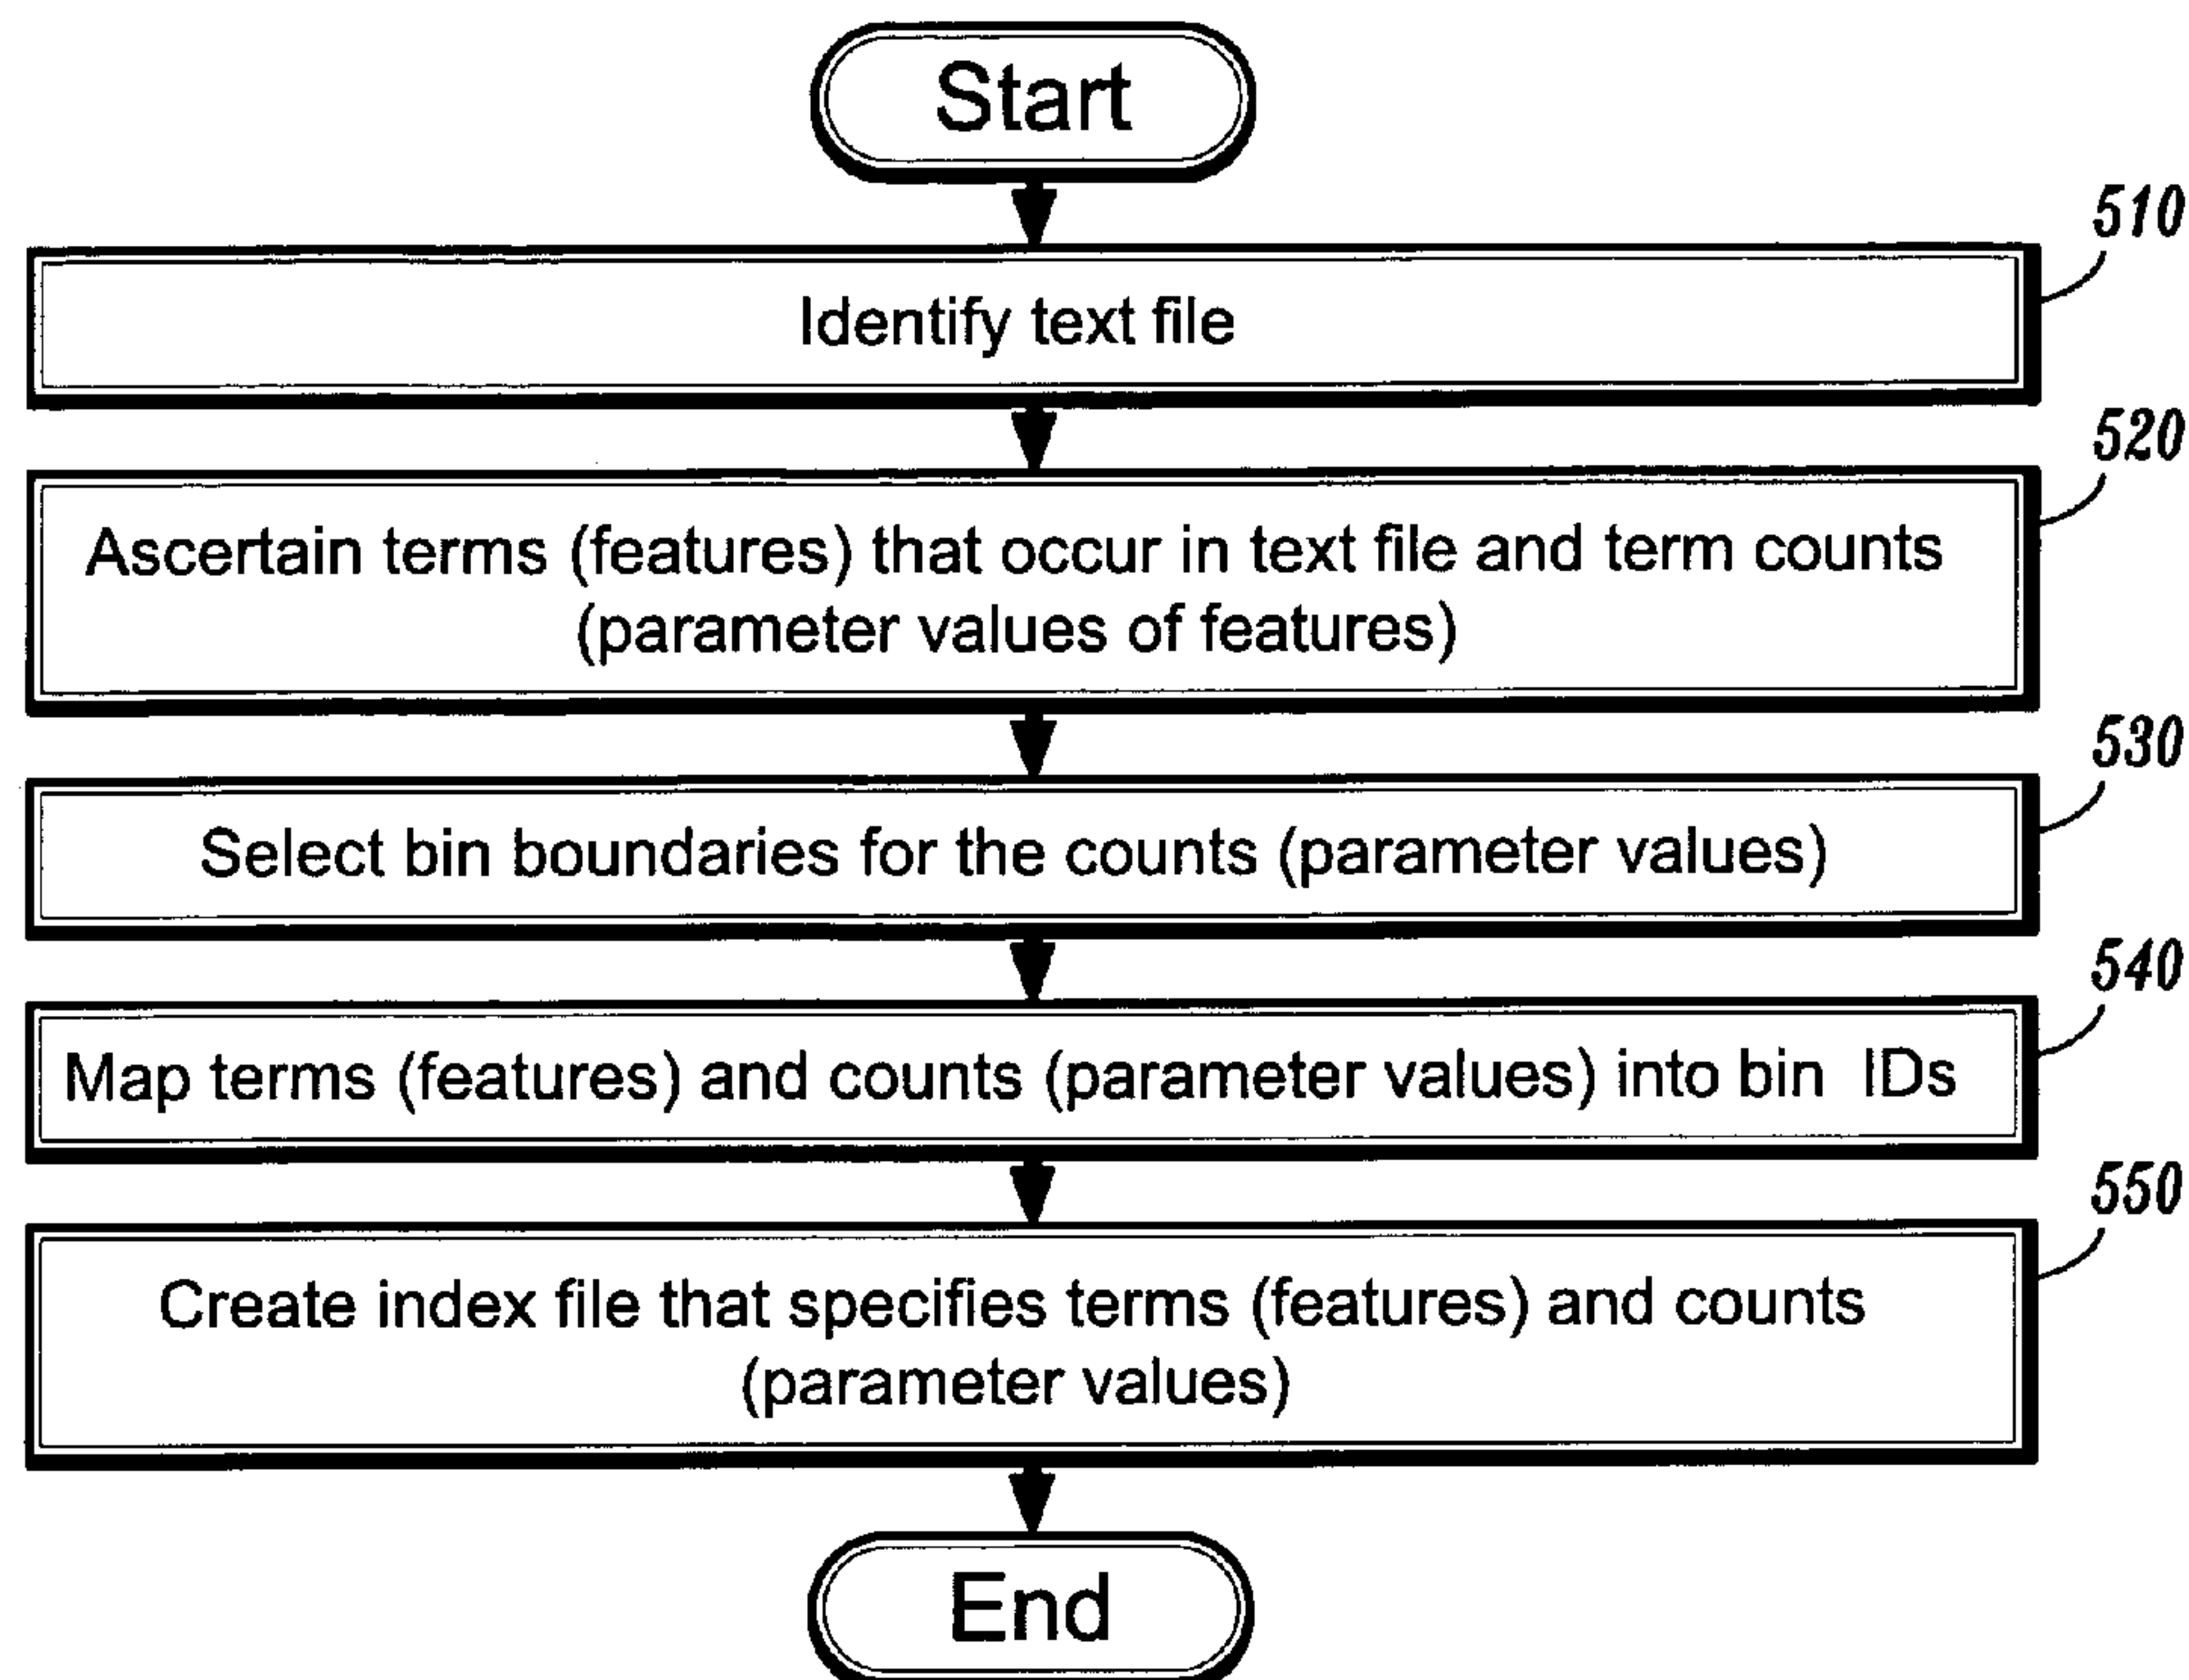 Start
510
Identify text file
520
Ascertain terms (features) that occur in text file and term counts
(parameter values of features)
530
Select bin boundaries for the counts (parameter values)
540
Map terms (features) and counts (parameter values) into bin IDs
550
Create index file that specifies terms (features) and counts
(parameter values)
End